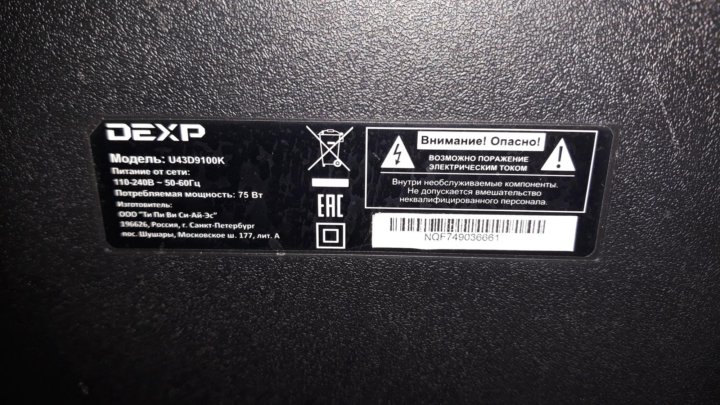 DEXP
Модель: U43D9100K
Питание от сети:
110-240В ~ 50-60Гц
Потребляемая мощность: 75 Вт
Изготовитель:
ООО "Ти Пи Ви Си-Ай-Эс"
196626, Россия, г. Санкт-Петербург
пос. Шушары, Московское ш. 177, лит. А
EAC
Внимание! Опасно!
ВОЗМОЖНО ПОРАЖЕНИЕ
ЭЛЕКТРИЧЕСКИМ ТОКОМ
Внутри необслуживаемые компоненты.
Не допускается вмешательство
неквалифицированного персонала.
NQF749036661